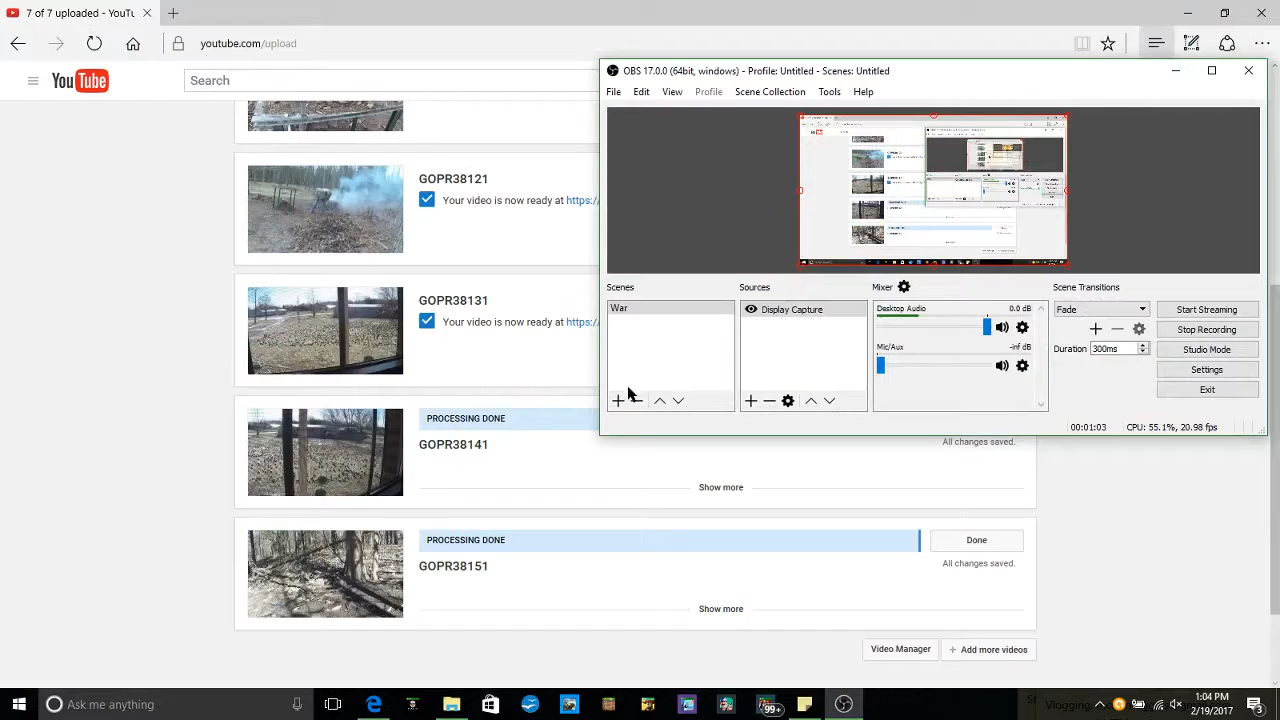 7 of 7 uploaded - YouTu
youtube.com/upload
YouTube
Search
GOPR38121
Your video is now ready at https:/
GOPR38131
Your video is now ready at https:/
PROCESSING DONE
GOPR38141
All changes saved.
Show more
PROCESSING DONE
Done
GOPR38151
All changes saved.
Show more
Video Manager
+ Add more videos
OBS 17.0.0 (64bit, windows) - Profile: Untitled - Scenes: Untitled
File Edit View Profile Scene Collection Tools Help
Scenes
War
Sources
Display Capture
Mixer
Desktop Audio 0.0 dB
Mic/Aux -inf dB
Scene Transitions
Fade
Duration 300ms
Start Streaming
Stop Recording
Studio Mode
Settings
Exit
00:01:03 CPU: 55.1%, 20.98 fps
Ask me anything
99+
Vlogging
1:04 PM
2/19/2017